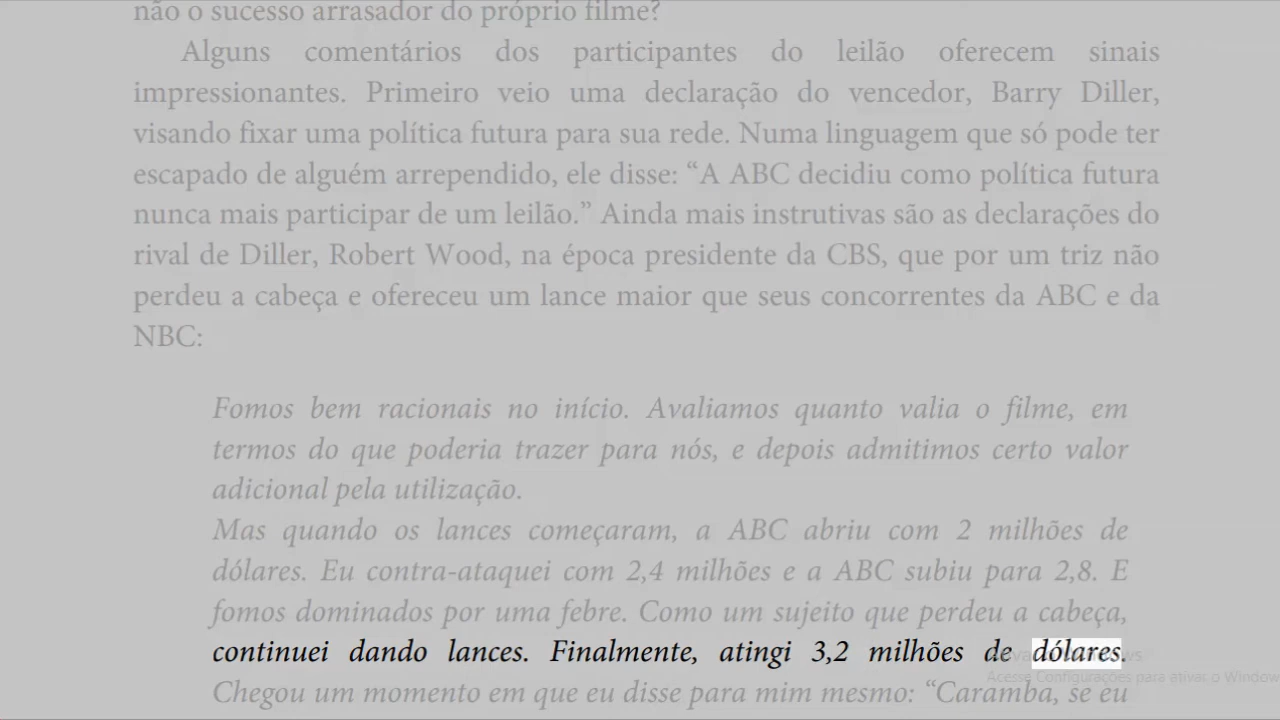 não o sucesso arrasador do próprio filme?
Alguns comentários dos participantes do leilão oferecem sinais
impressionantes. Primeiro veio uma declaração do vencedor, Barry Diller,
visando fixar uma política futura para sua rede. Numa linguagem que só pode ter
escapado de alguém arrependido, ele disse: “A ABC decidiu como política futura
nunca mais participar de um leilão.” Ainda mais instrutivas são as declarações do
rival de Diller, Robert Wood, na época presidente da CBS, que por um triz não
perdeu a cabeça e ofereceu um lance maior que seus concorrentes da ABC e da
NBC:
Fomos bem racionais no início. Avaliamos quanto valia o filme, em
termos do que poderia trazer para nós, e depois admitimos certo valor
adicional pela utilização.
Mas quando os lances começaram, a ABC abriu com 2 milhões de
dólares. Eu contra-ataquei com 2,4 milhões e a ABC subiu para 2,8. E
fomos dominados por uma febre. Como um sujeito que perdeu a cabeça,
continuei dando lances. Finalmente, atingi 3,2 milhões de dólares.
Chegou um momento em que eu disse para mim mesmo: “Caramba, se eu
Acesse Configurações para ativar o Window